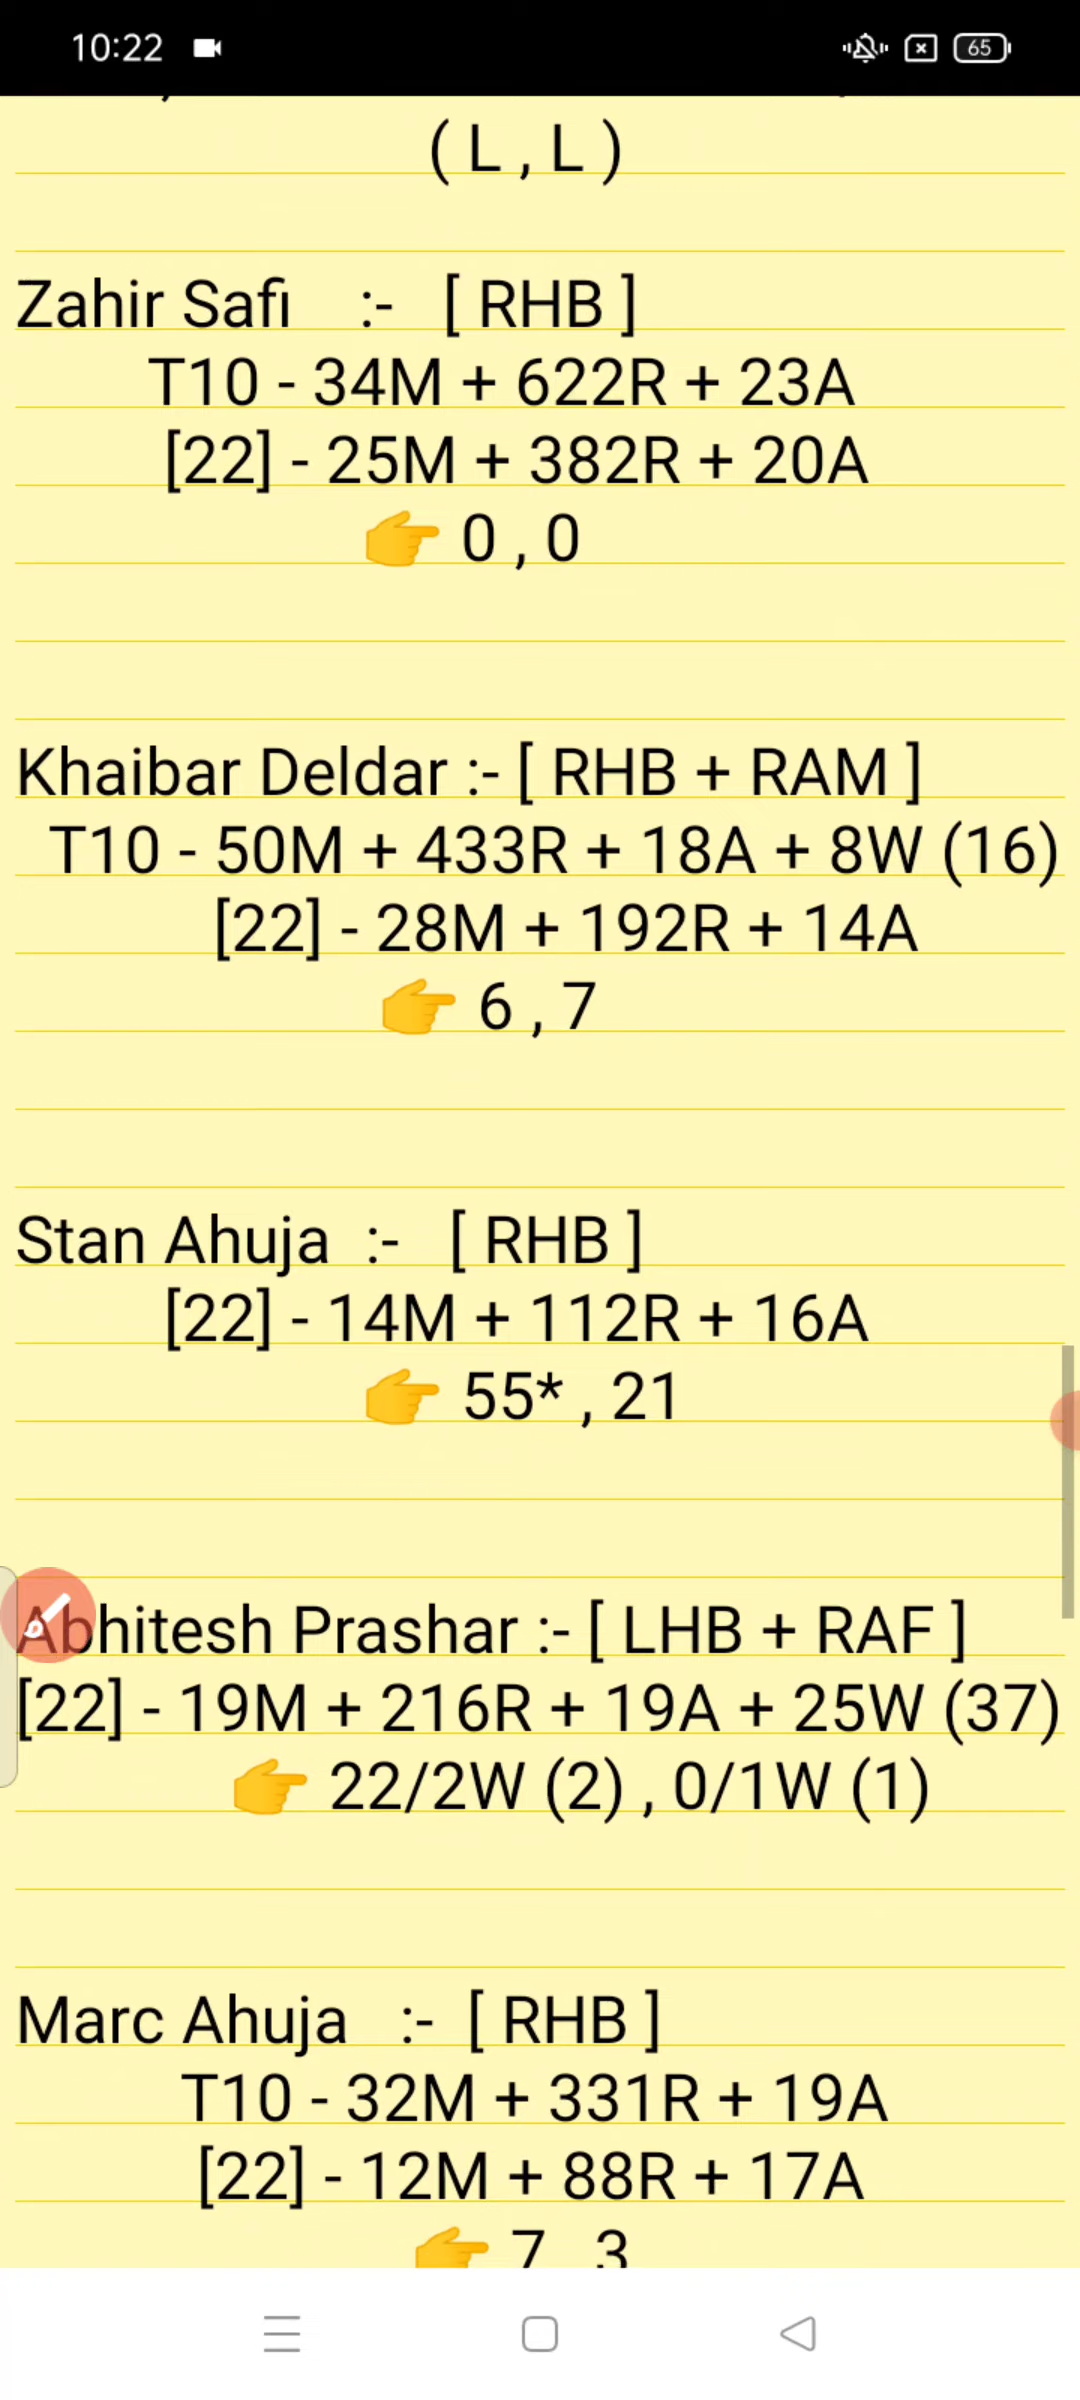 10:22
65
( L , L )
Zahir Safi :- [ RHB ]
T10 - 34M + 622R + 23A
[22] - 25M + 382R + 20A
👉 0 , 0
Khaibar Deldar :- [ RHB + RAM ]
T10 - 50M + 433R + 18A + 8W (16)
[22] - 28M + 192R + 14A
👉 6 , 7
Stan Ahuja :- [ RHB ]
[22] - 14M + 112R + 16A
👉 55* , 21
Abhitesh Prashar :- [ LHB + RAF ]
[22] - 19M + 216R + 19A + 25W (37)
👉 22/2W (2) , 0/1W (1)
Marc Ahuja :- [ RHB ]
T10 - 32M + 331R + 19A
[22] - 12M + 88R + 17A
👉 7 3